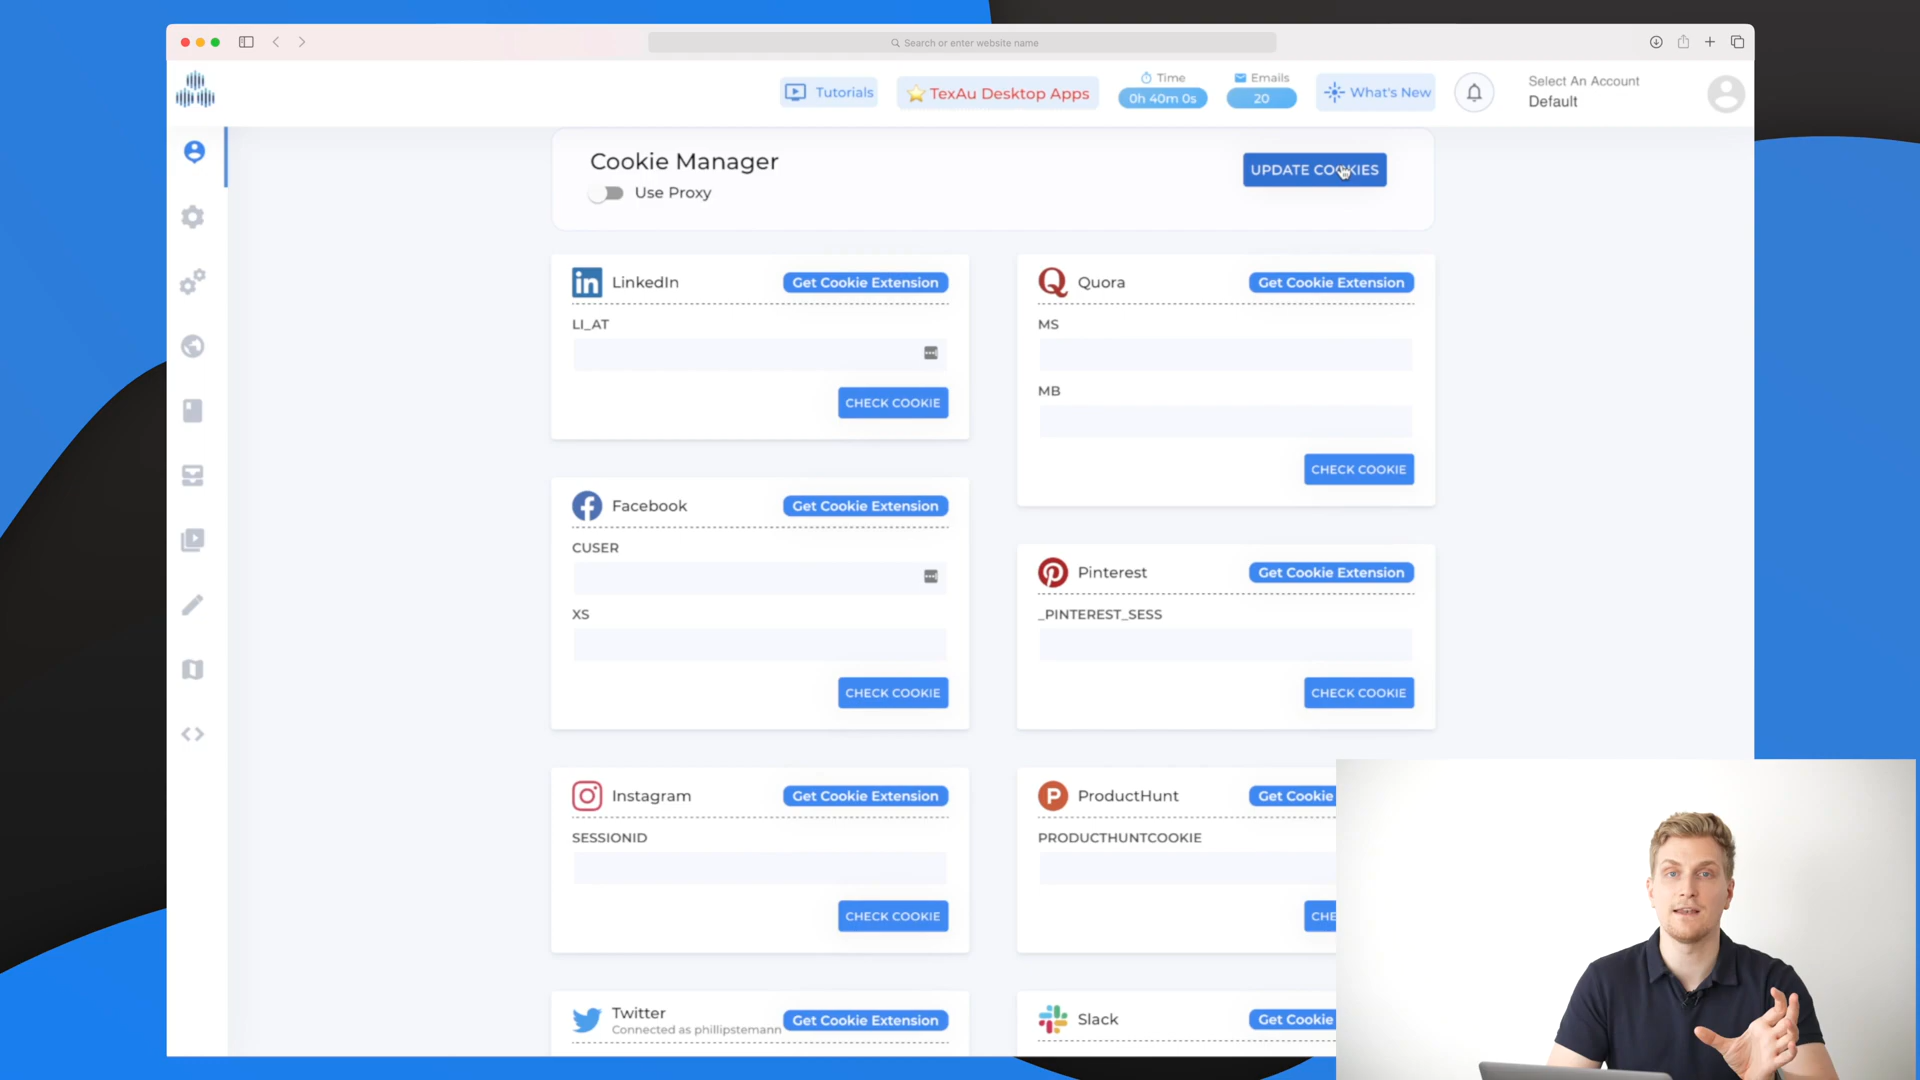 Search or enter website name
Tutorials
TexAu Desktop Apps
Time
0h 40m 0s
Emails
20
What's New
Select An Account
Default
Cookie Manager
Use Proxy
UPDATE COOKIES
LinkedIn
Get Cookie Extension
LI_AT
CHECK COOKIE
Quora
Get Cookie Extension
MS
MB
CHECK COOKIE
Facebook
Get Cookie Extension
CUSER
XS
CHECK COOKIE
Pinterest
Get Cookie Extension
_PINTEREST_SESS
CHECK COOKIE
Instagram
Get Cookie Extension
SESSIONID
CHECK COOKIE
ProductHunt
Get Cookie
PRODUCTHUNTCOOKIE
CHE
Twitter
Connected as phillipstemann
Get Cookie Extension
Slack
Get Cookie